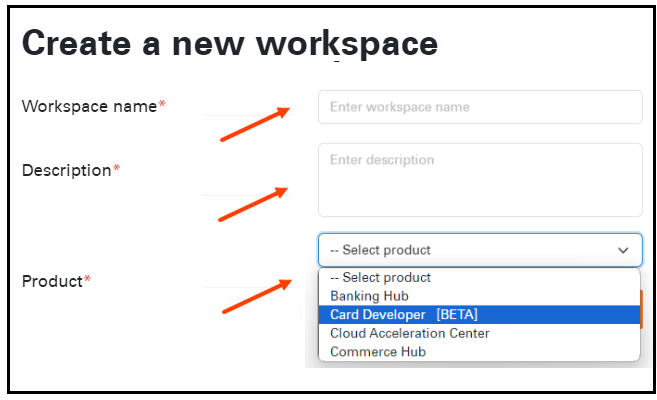 Create a new workspace
Workspace name*
Enter workspace name
Description*
Enter description
-- Select product
Product*
-- Select product
Banking Hub
Card Developer [BETA]
Cloud Acceleration Center
Commerce Hub